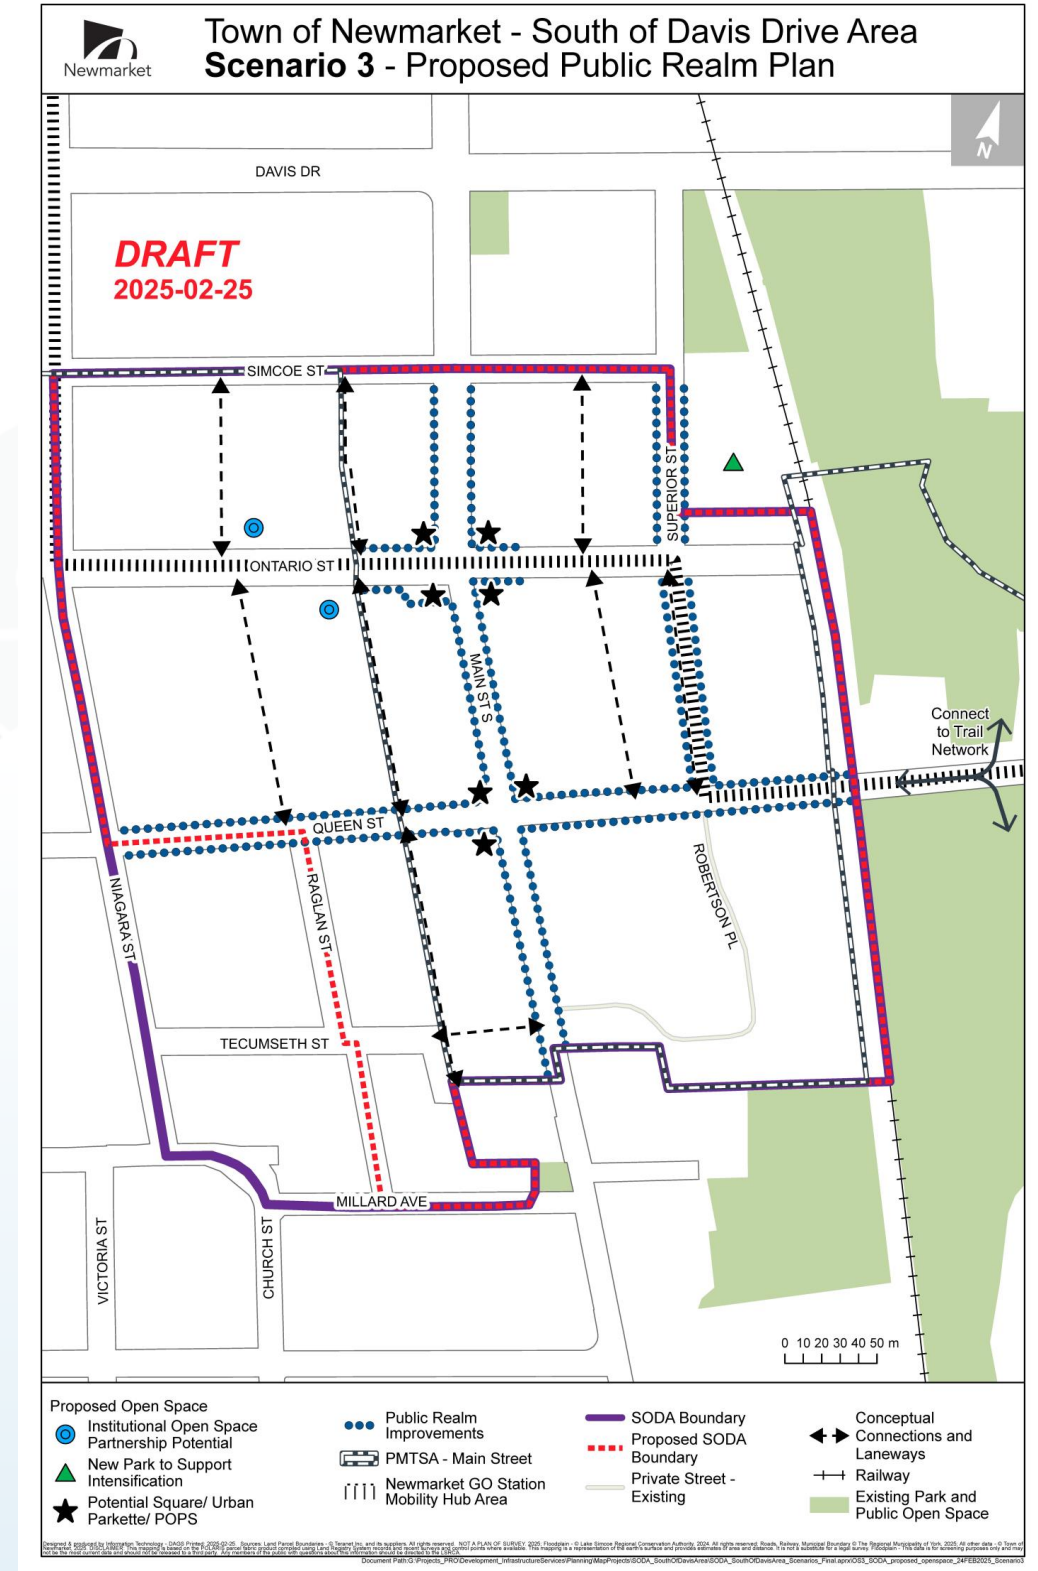 Newmarket
Town of Newmarket - South of Davis Drive Area
Scenario 3 - Proposed Public Realm Plan
N
DAVIS DR
DRAFT
2025-02-25
SIMCOE ST
SUPERIOR ST
ONTARIO ST
MAIN ST S
Connect
to Trail
Network
QUEEN ST
NIAGARA ST
RAGLAN ST
ROBERTSON PL
TECUMSETH ST
MILLARD AVE
VICTORIA ST
CHURCH ST
0 10 20 30 40 50 m
Proposed Open Space
Institutional Open Space
Partnership Potential
New Park to Support
Intensification
Potential Square/ Urban
Parkette/ POPS
Public Realm
Improvements
PMTSA - Main Street
Newmarket GO Station
Mobility Hub Area
SODA Boundary
Proposed SODA
Boundary
Private Street -
Existing
Conceptual
Connections and
Laneways
Railway
Existing Park and
Public Open Space